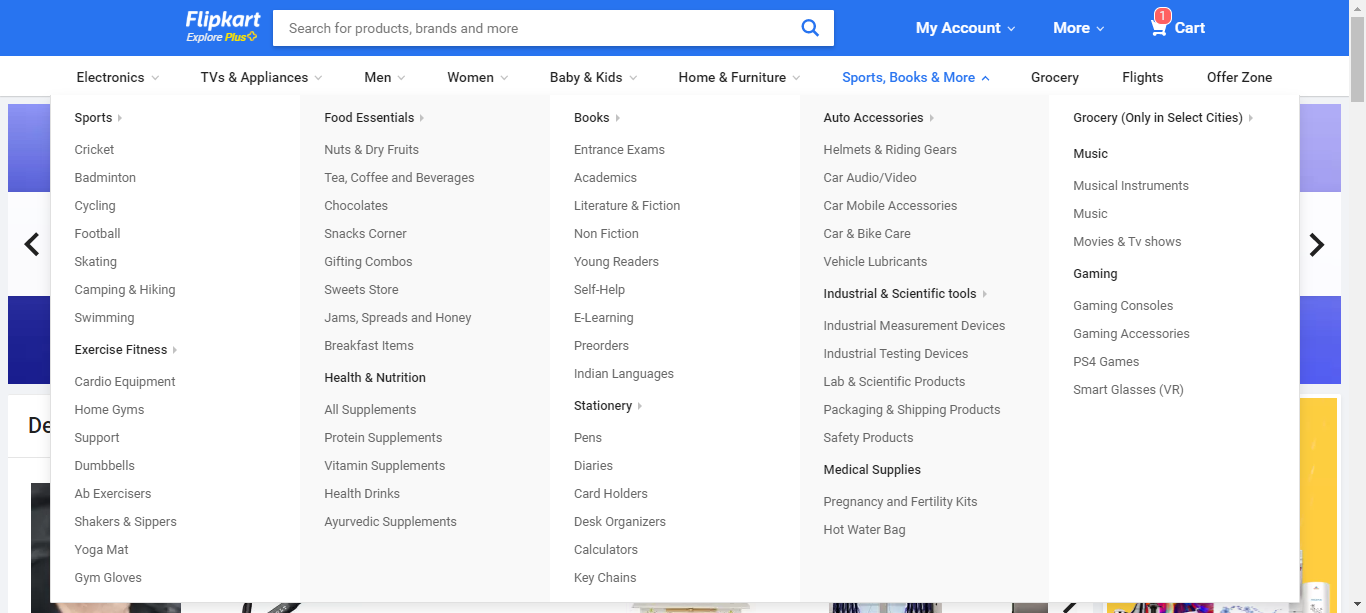 Flipkart
Explore Plus
Search for products, brands and more
My Account
More
1
Cart
Electronics
TVs & Appliances
Men
Women
Baby & Kids
Home & Furniture
Sports, Books & More
Grocery
Flights
Offer Zone
Sports
Cricket
Badminton
Cycling
Football
Skating
Camping & Hiking
Swimming
Exercise Fitness
Cardio Equipment
Home Gyms
Support
Dumbbells
Ab Exercisers
Shakers & Sippers
Yoga Mat
Gym Gloves
Food Essentials
Nuts & Dry Fruits
Tea, Coffee and Beverages
Chocolates
Snacks Corner
Gifting Combos
Sweets Store
Jams, Spreads and Honey
Breakfast Items
Health & Nutrition
All Supplements
Protein Supplements
Vitamin Supplements
Health Drinks
Ayurvedic Supplements
Books
Entrance Exams
Academics
Literature & Fiction
Non Fiction
Young Readers
Self-Help
E-Learning
Preorders
Indian Languages
Stationery
Pens
Diaries
Card Holders
Desk Organizers
Calculators
Key Chains
Auto Accessories
Helmets & Riding Gears
Car Audio/Video
Car Mobile Accessories
Car & Bike Care
Vehicle Lubricants
Industrial & Scientific tools
Industrial Measurement Devices
Industrial Testing Devices
Lab & Scientific Products
Packaging & Shipping Products
Safety Products
Medical Supplies
Pregnancy and Fertility Kits
Hot Water Bag
Grocery (Only in Select Cities)
Music
Musical Instruments
Music
Movies & Tv shows
Gaming
Gaming Consoles
Gaming Accessories
PS4 Games
Smart Glasses (VR)
De